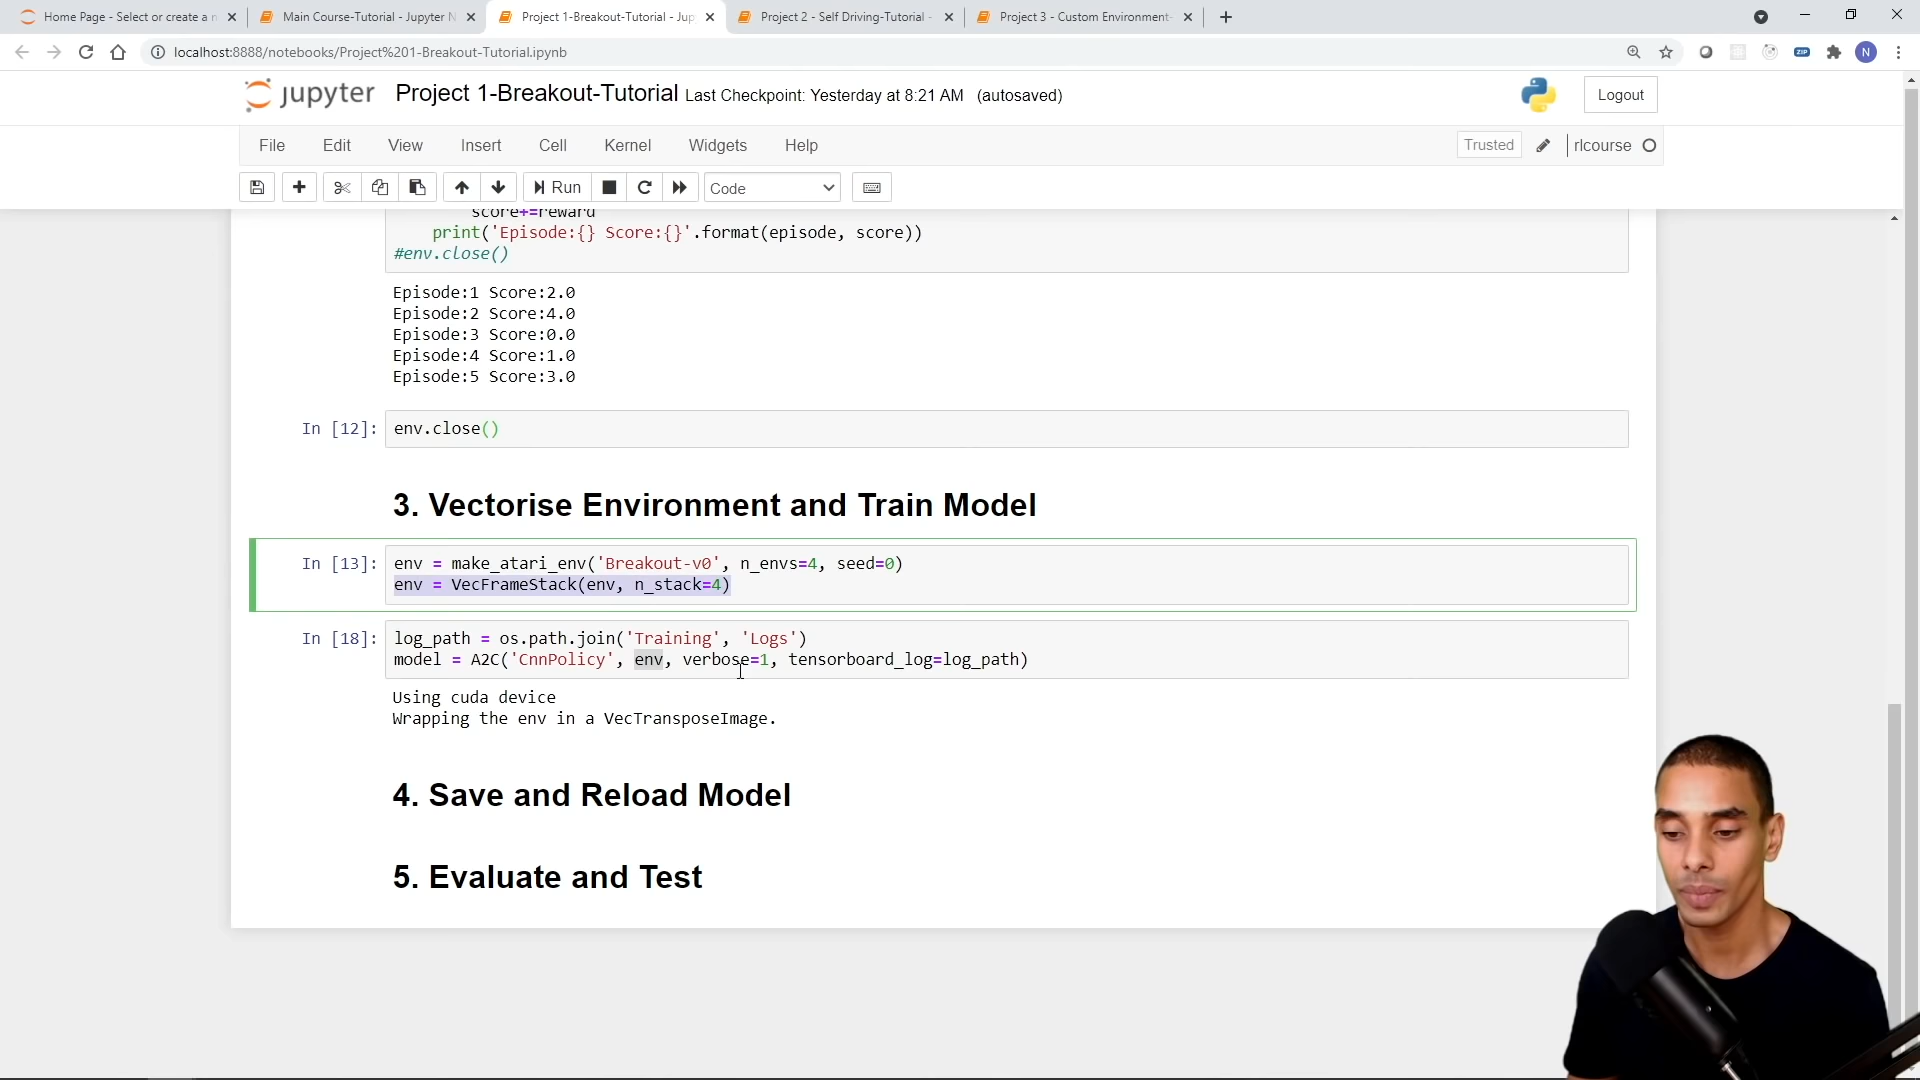 Home Page - Select or create a n
Main Course-Tutorial - Jupyter N
Project 1-Breakout-Tutorial - Jup
Project 2 - Self Driving-Tutorial -
Project 3 - Custom Environment-
localhost:8888/notebooks/Project%201-Breakout-Tutorial.ipynb
ZIP
N
jupyter Project 1-Breakout-Tutorial Last Checkpoint: Yesterday at 8:21 AM (autosaved)
Logout
File Edit View Insert Cell Kernel Widgets Help
Trusted
rlcourse
Run
Code
score+=reward
print('Episode:{} Score:{}'.format(episode, score))
#env.close()
Episode:1 Score:2.0
Episode:2 Score:4.0
Episode:3 Score:0.0
Episode:4 Score:1.0
Episode:5 Score:3.0
In [12]: env.close()
3. Vectorise Environment and Train Model
In [13]: env = make_atari_env('Breakout-v0', n_envs=4, seed=0)
env = VecFrameStack(env, n_stack=4)
In [18]: log_path = os.path.join('Training', 'Logs')
model = A2C('CnnPolicy', env, verbose=1, tensorboard_log=log_path)
Using cuda device
Wrapping the env in a VecTransposeImage.
4. Save and Reload Model
5. Evaluate and Test